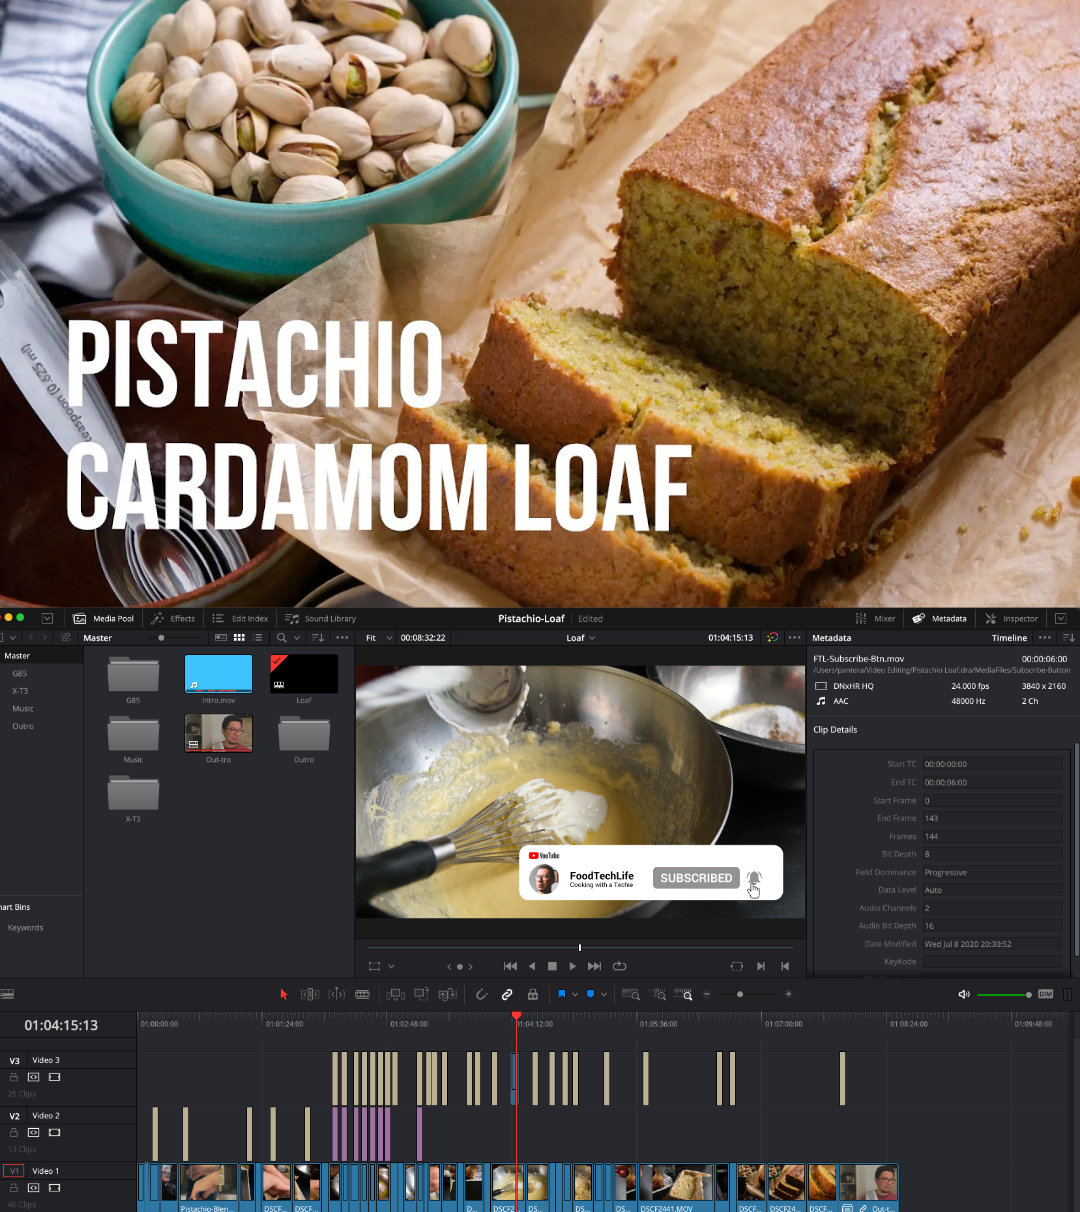 PISTACHIO
CARDAMOM LOAF
easpoon (0.625 ml)
Media Pool
Effects
Edit Index
Sound Library
Pistachio-Loaf
Edited
Mixer
Metadata
Inspector
Master
Fit
00:08:32:22
Loaf
01:04:15:13
Metadata
Timeline
Master
G85
X-T3
Music
Outro
G85
Intro.mov
Loaf
Music
Out-tro
Outro
X-T3
mart Bins
Keywords
YouTube
FoodTechLife
Cooking with a Techie
SUBSCRIBED
FTL-Subscribe-Btn.mov
00:00:06:00
/Users/pantera/Video Editing/Pistachio Loaf.dra/MediaFiles/Subscribe-Button
DNxHR HQ
24.000 fps
3840 x 2160
AAC
48000 Hz
2 Ch
Clip Details
Start TC 00:00:00:00
End TC 00:00:06:00
Start Frame 0
End Frame 143
Frames 144
Bit Depth 8
Field Dominance Progressive
Data Level Auto
Audio Channels 2
Audio Bit Depth 16
Date Modified Wed Jul 8 2020 20:30:52
KeyKode
DIM
01:04:15:13
01:00:00:00
01:01:24:00
01:02:48:00
01:04:12:00
01:05:36:00
01:07:00:00
01:08:24:00
01:09:48:00
V3 Video 3
25 Clips
V2 Video 2
13 Clips
V1 Video 1
46 Clips
Pistachio-Blen...
DSCF...
DSCF...
D...
DSCF2...
DS...
DS...
DS...
DSCF2441.MOV
DSCF...
DSCF24...
DSCF...
Out-t...